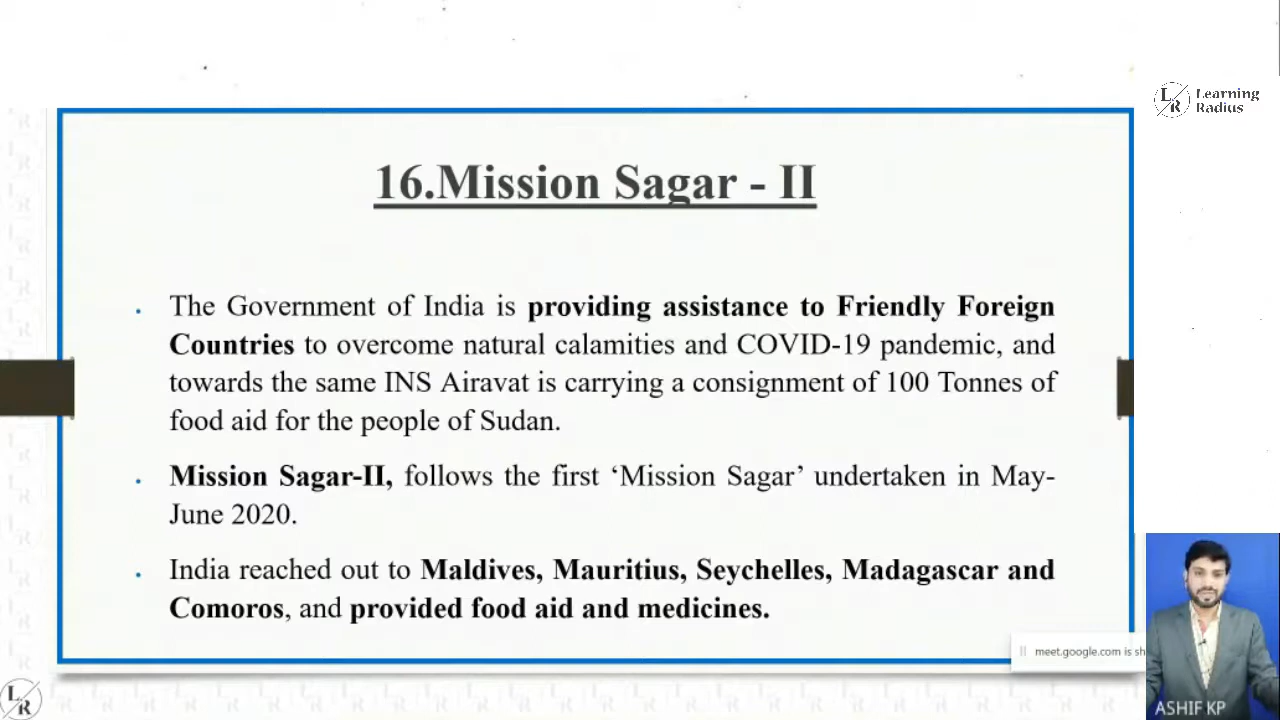 L R Learning
Radius
16.Mission Sagar - II
The Government of India is providing assistance to Friendly Foreign
Countries to overcome natural calamities and COVID-19 pandemic, and
towards the same INS Airavat is carrying a consignment of 100 Tonnes of
food aid for the people of Sudan.
Mission Sagar-II, follows the first ‘Mission Sagar’ undertaken in May-
June 2020.
India reached out to Maldives, Mauritius, Seychelles, Madagascar and
Comoros, and provided food aid and medicines.
meet.google.com is sh
ASHIF KP
L R